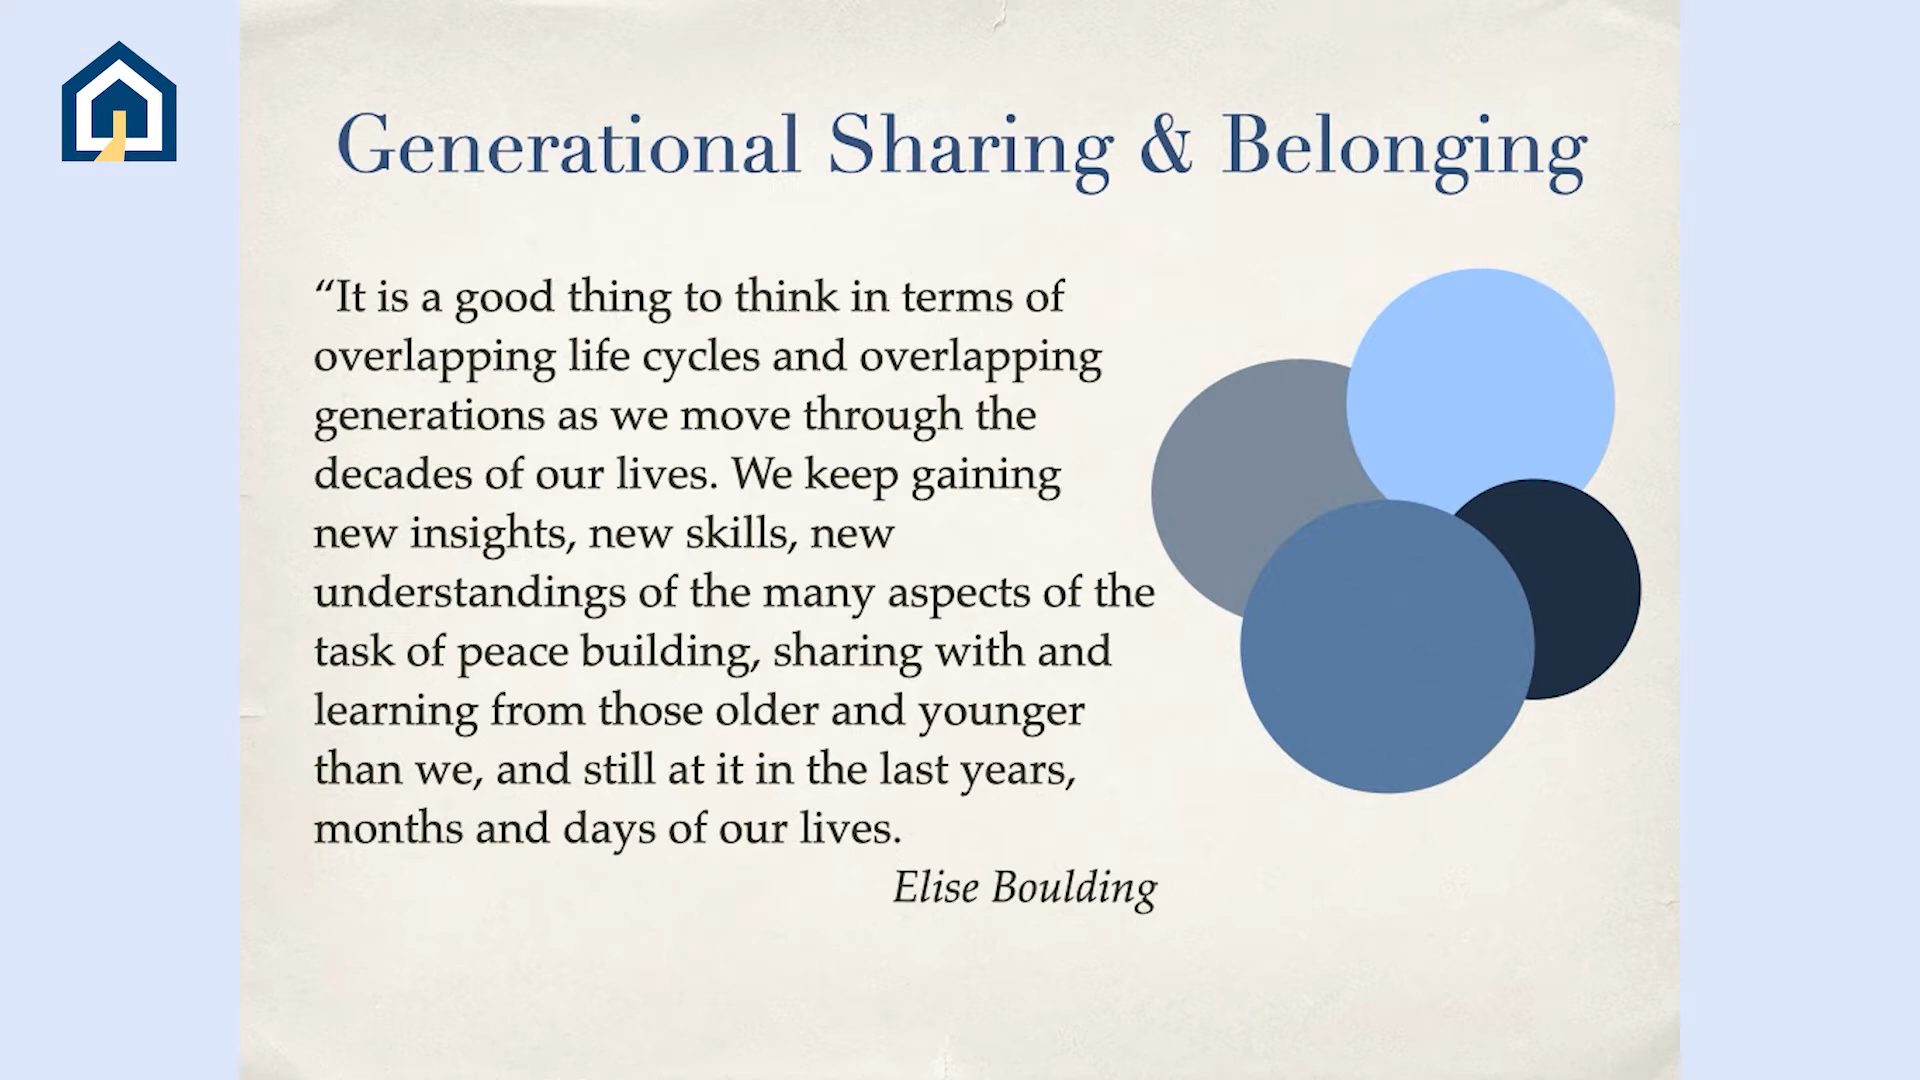 Generational Sharing & Belonging
“It is a good thing to think in terms of
overlapping life cycles and overlapping
generations as we move through the
decades of our lives. We keep gaining
new insights, new skills, new
understandings of the many aspects of the
task of peace building, sharing with and
learning from those older and younger
than we, and still at it in the last years,
months and days of our lives.
Elise Boulding